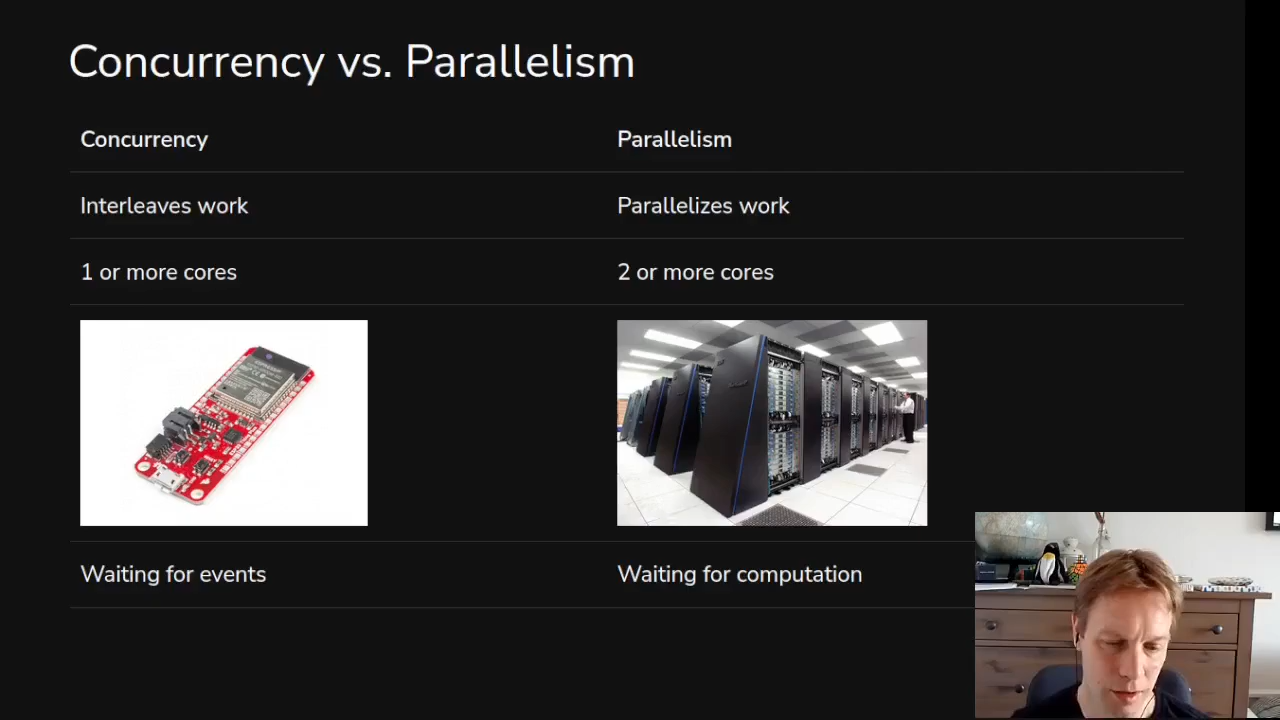 Concurrency vs. Parallelism
Concurrency Parallelism
Interleaves work Parallelizes work
1 or more cores 2 or more cores
Waiting for events Waiting for computation